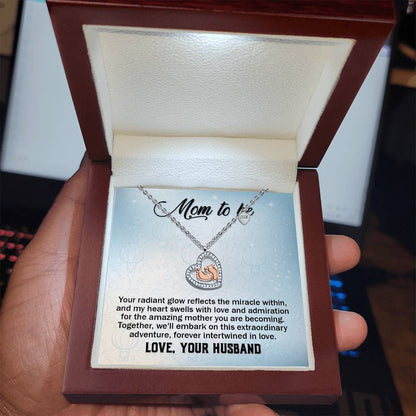 Mom to be,
Your radiant glow reflects the miracle within,
and my heart swells with love and admiration
for the amazing mother you are becoming.
Together, we'll embark on this extraordinary
adventure, forever intertwined in love.
LOVE, YOUR HUSBAND